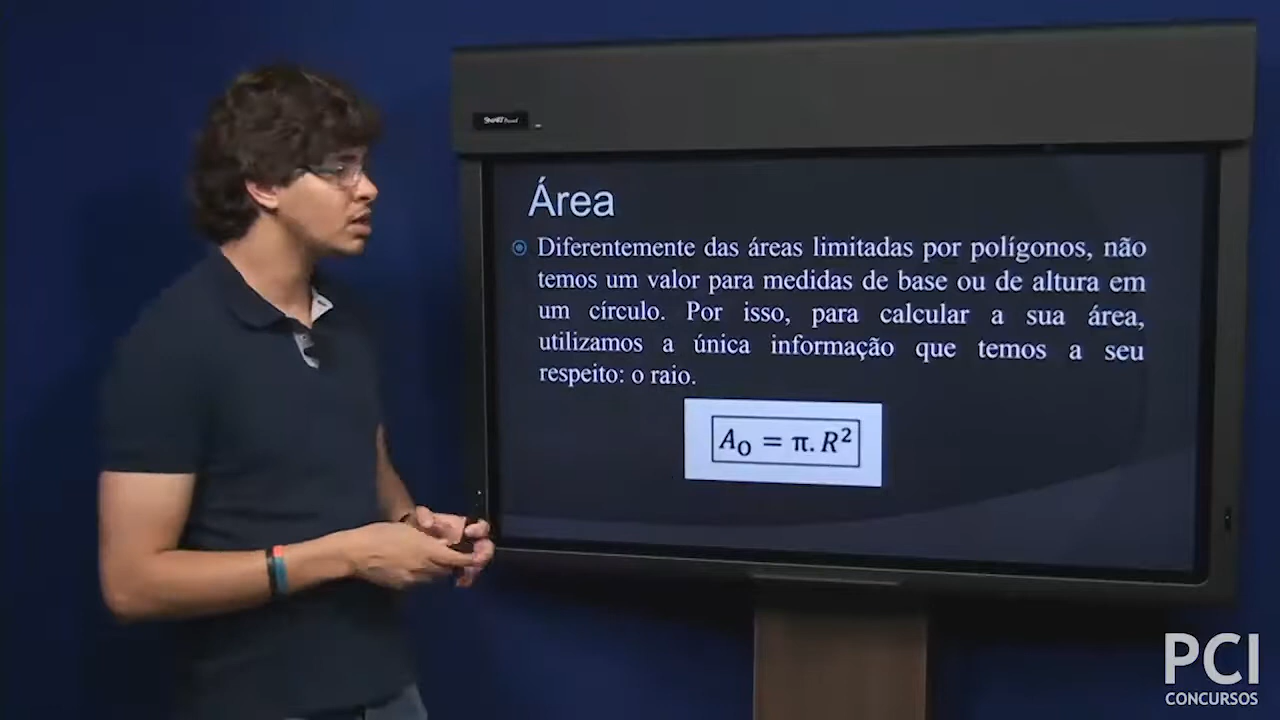 SMART Board
Área
Diferentemente das áreas limitadas por polígonos, não
temos um valor para medidas de base ou de altura em
um círculo. Por isso, para calcular a sua área,
utilizamos a única informação que temos a seu
respeito: o raio.
A₀ = π. R²
PCI
CONCURSOS